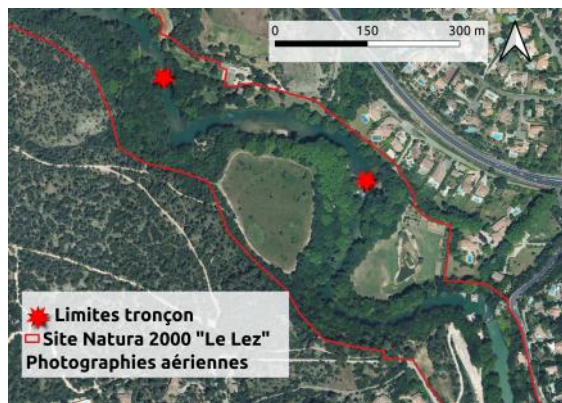 0 150 300 m
Limites tronçon
Site Natura 2000 "Le Lez"
Photographies aériennes